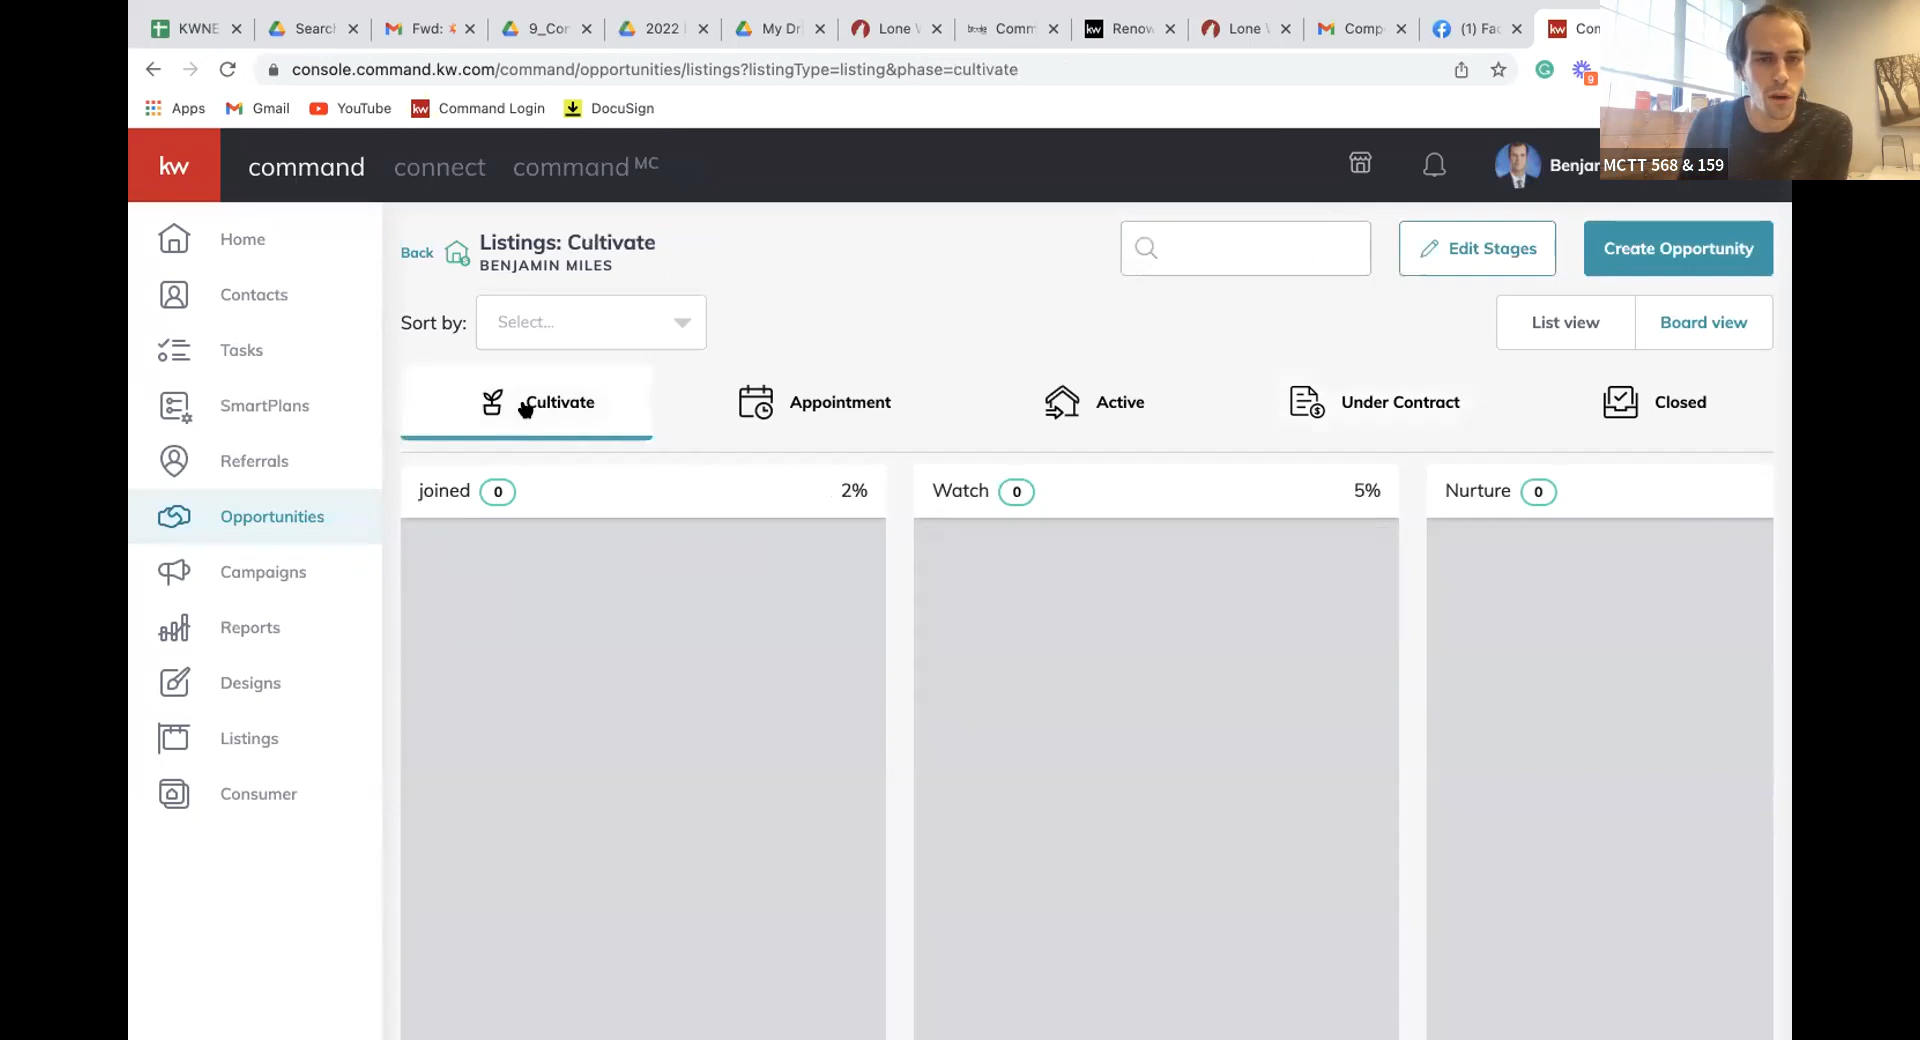 KWNE
Search
Fwd:
9_Cor
2022
My Dr
Lone
Comm
Renov
Lone
Comp
(1) Fac
Con
console.command.kw.com/command/opportunities/listings?listingType=listing&phase=cultivate
9
Apps
Gmail
YouTube
kw
Command Login
DocuSign
kw
command
connect
command MC
Benjar
MCTT 568 & 159
Home
Contacts
Tasks
SmartPlans
Referrals
Opportunities
Campaigns
Reports
Designs
Listings
Consumer
Back
Listings: Cultivate
BENJAMIN MILES
Edit Stages
Create Opportunity
Sort by:
Select...
List view
Board view
Cultivate
Appointment
Active
Under Contract
Closed
joined 0 2%
Watch 0 5%
Nurture 0